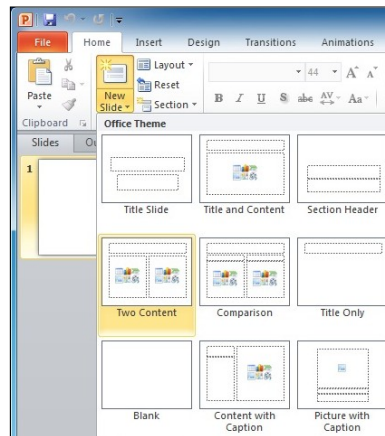 P
File Home Insert Design Transitions Animations
Paste
Clipboard
New
Slide
Layout
Reset
Section
44 A A
B I U S abc AV Aa
Slides
Office Theme
1
Title Slide Title and Content Section Header
Two Content Comparison Title Only
Blank Content with
Caption Picture with
Caption